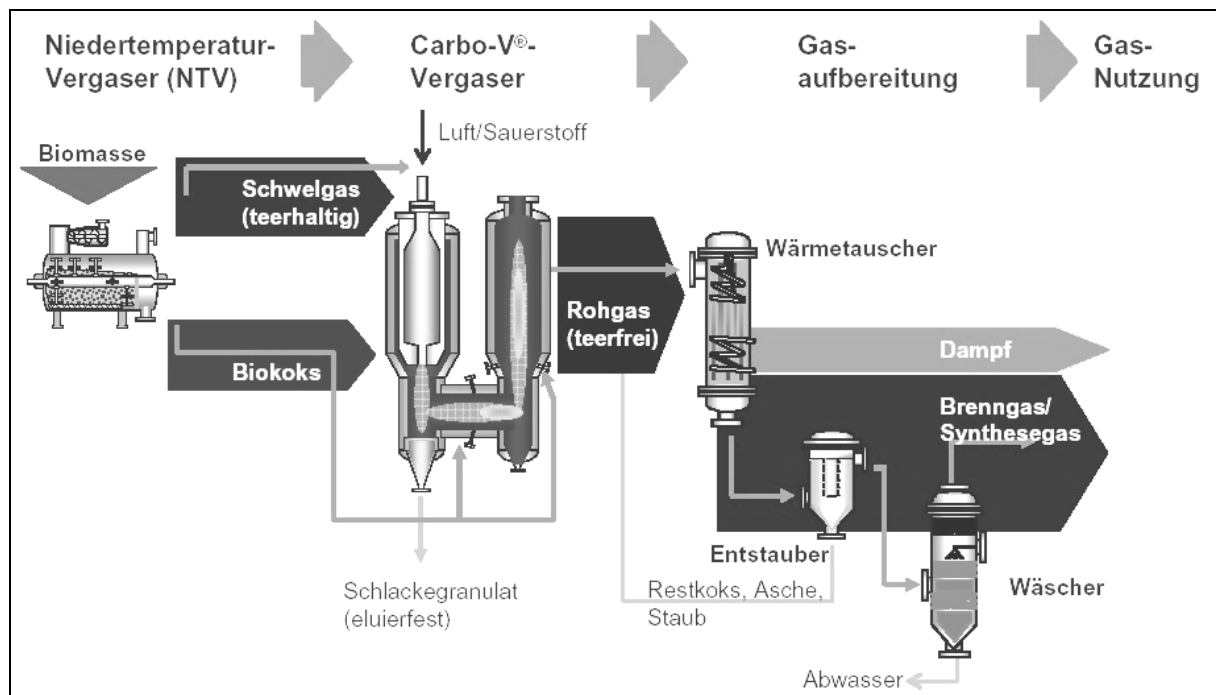 Niedertemperatur-
Vergaser (NTV)
Carbo-V®-
Vergaser
Gas-
aufbereitung
Gas-
Nutzung
Luft/Sauerstoff
Biomasse
Schwelgas
(teerhaltig)
Wärmetauscher
Rohgas
(teerfrei)
Dampf
Biokoks
Brenngas/
Synthesegas
Entstauber
Schlackegranulat
(eluierfest)
Restkoks, Asche,
Staub
Wäscher
Abwasser